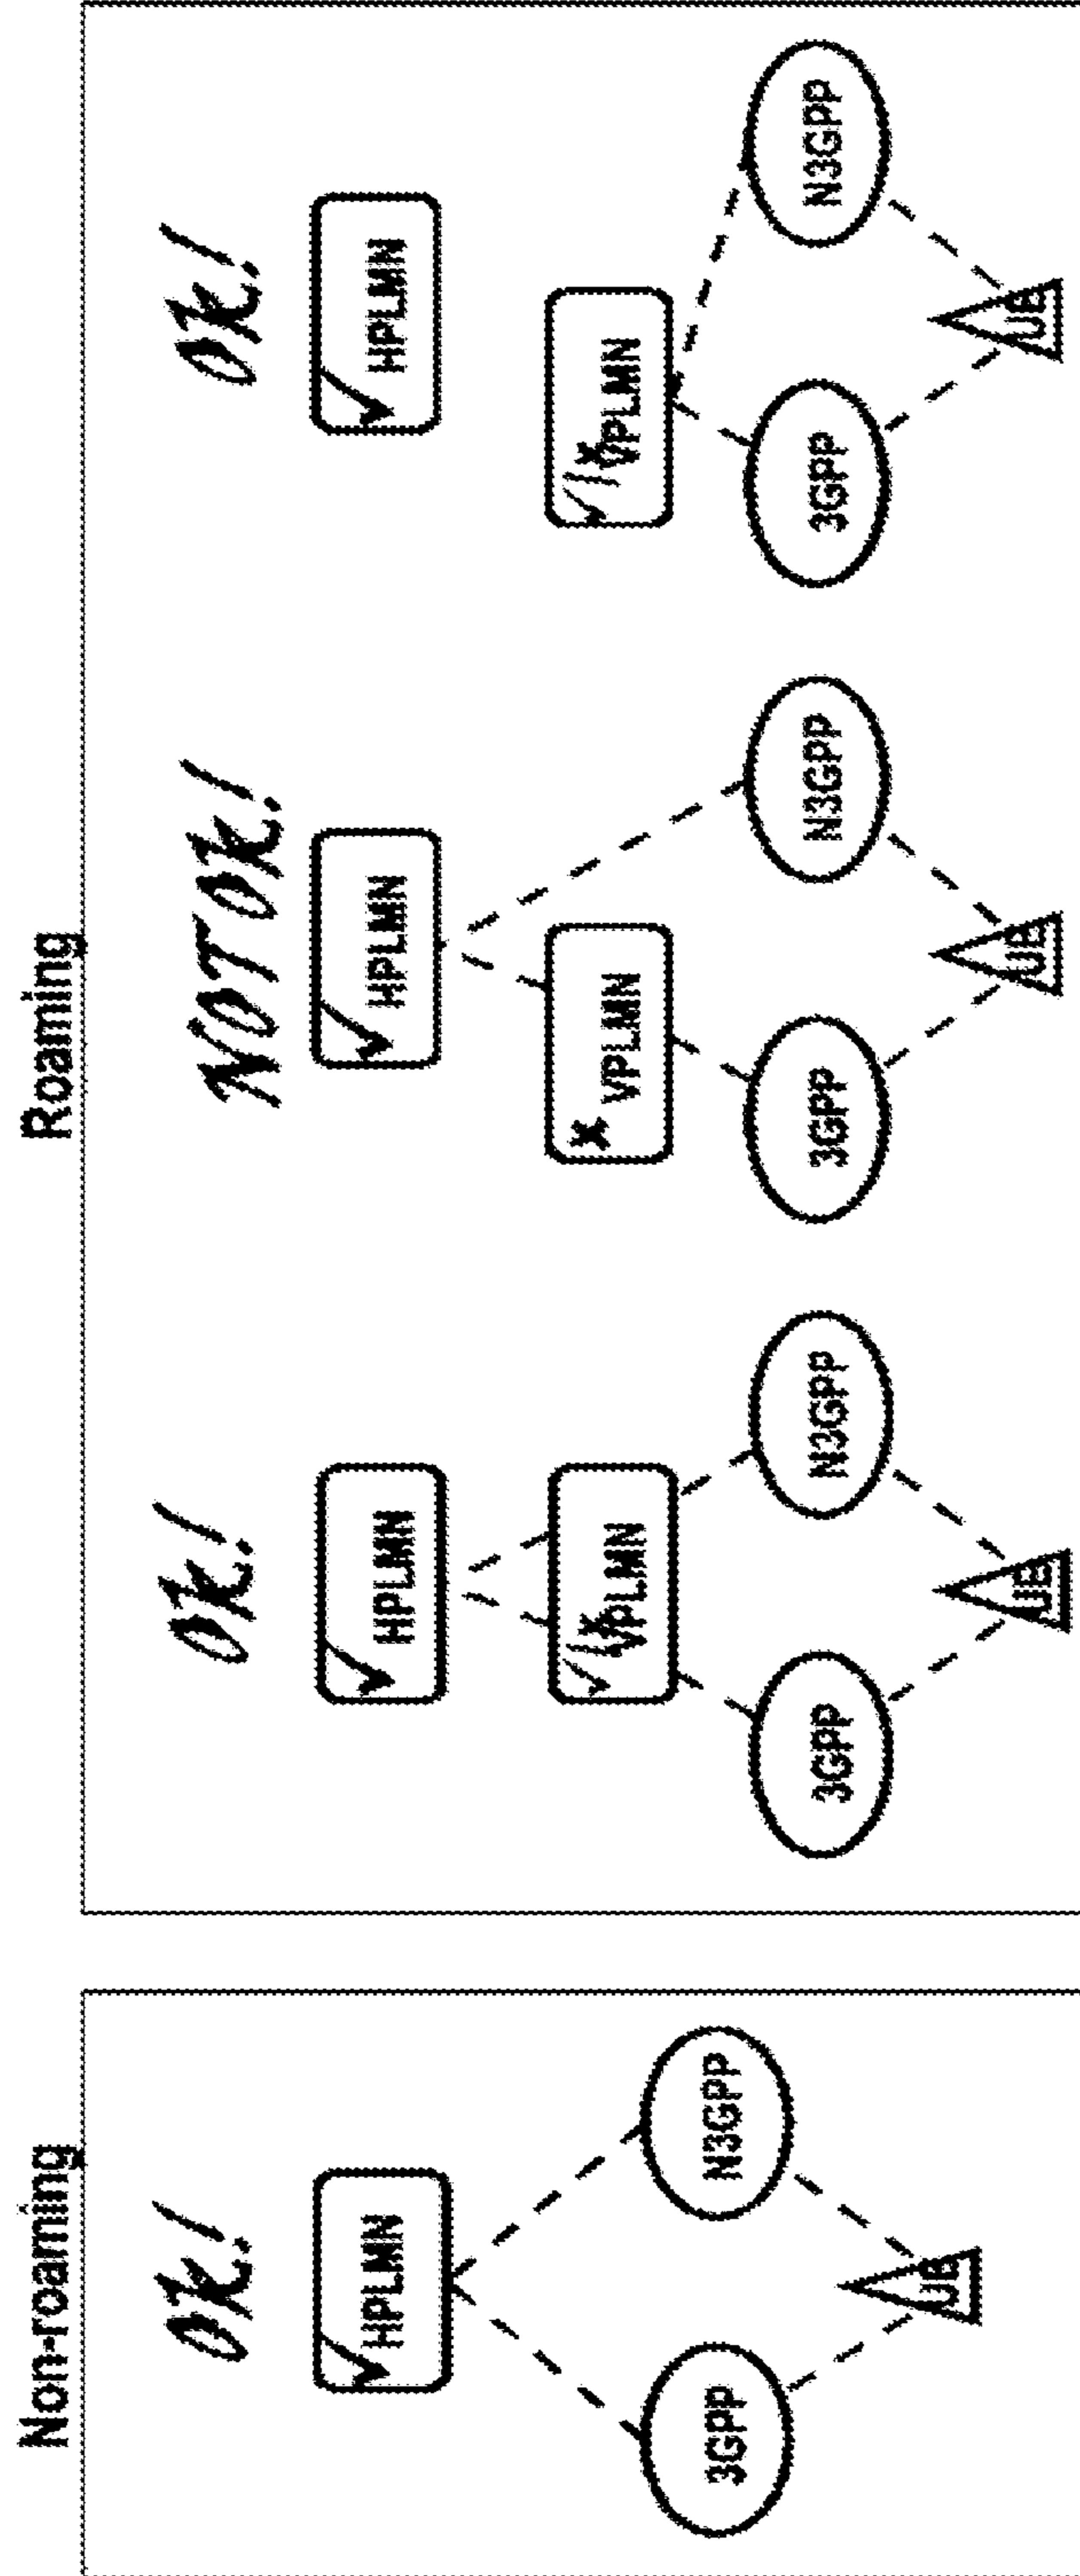 Non-roaming
OK!
✓ HPLMN
3GPP
N3GPP
UE
Roaming
OK!
✓ HPLMN
✓/x VPLMN
3GPP
N3GPP
UE
NOT OK!
✓ HPLMN
x VPLMN
3GPP
N3GPP
UE
OK!
✓ HPLMN
✓/x VPLMN
3GPP
N3GPP
UE